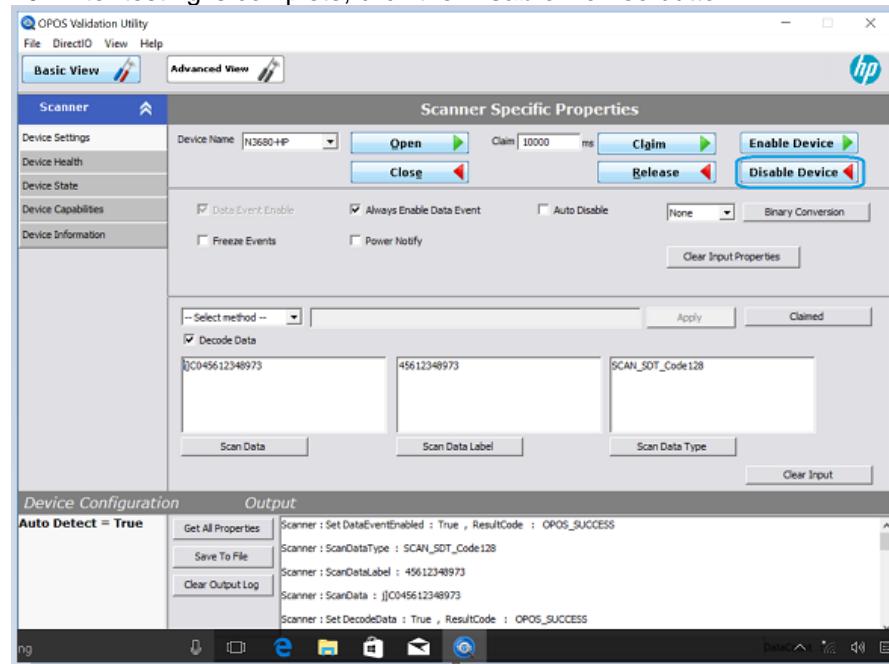 OPOS Validation Utility
File DirectIO View Help
Basic View
Advanced View
hp
Scanner
Scanner Specific Properties
Device Settings
Device Health
Device State
Device Capabilities
Device Information
Device Name N3680-HP
Open
Claim 10000 ms
Claim
Enable Device
Close
Release
Disable Device
Data Event Enable
Always Enable Data Event
Auto Disable
None
Binary Conversion
Freeze Events
Power Notify
Clear Input Properties
-- Select method --
Apply
Claimed
Decode Data
j]C045612348973
45612348973
SCAN_SDT_Code128
Scan Data
Scan Data Label
Scan Data Type
Clear Input
Device Configuration
Output
Auto Detect = True
Get All Properties
Save To File
Clear Output Log
Scanner : Set DataEventEnabled : True , ResultCode : OPOS_SUCCESS
Scanner : ScanDataType : SCAN_SDT_Code128
Scanner : ScanDataLabel : 45612348973
Scanner : ScanData : j]C045612348973
Scanner : Set DecodeData : True , ResultCode : OPOS_SUCCESS
ng